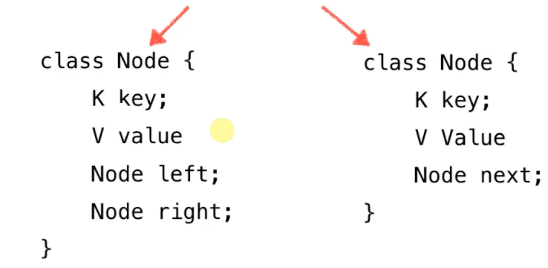 class Node {
K key;
V value
Node left;
Node right;
}
class Node {
K key;
V Value
Node next;
}